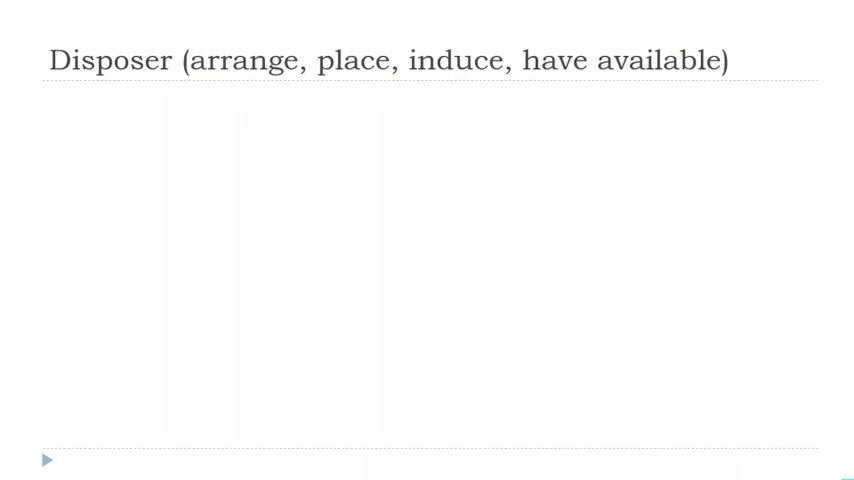 Disposer (arrange, place, induce, have available)